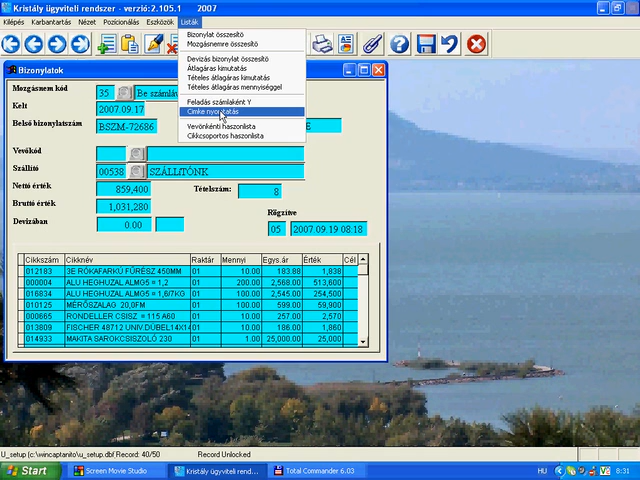 Kristály ügyviteli rendszer - verzió:2.105.1 2007
Kilépés Karbantartás Nézet Pozícionálás Eszközök Listák
Bizonylat összesítő
Mozgásnemre összesítő
Devizás bizonylat összesítő
Átlagáras kimutatás
Tételes átlagáras kimutatás
Tételes átlagáras mennyiséggel
Feladás számlaként Y
Cimke nyomtatás
Vevőnkénti haszonlista
Cikkcsoportos haszonlista
Bizonylatok
Mozgásnem kód 35 Be számla
Kelt 2007.09.17
Belső bizonylatszám BSZM-72686 E
Vevőkód
Szállító 00538 SZÁLLíTÓNK
Nettó érték 859,400 Tételszám: 8
Bruttó érték 1,031,280
Devizában 0.00
Rögzítve
05 2007.09.19 08:18
Cikkszám Cikknév Raktár Mennyi Egys.ár Érték Cél
012183 3E RÓKAFARKÚ FŰRÉSZ 450MM 01 10.00 183.88 1,838
000004 ALU HEGHUZAL ALMG5 = 1,2 01 200.00 2,568.00 513,600
016834 ALU HEGHUZAL ALMG5 = 1,6/7KG 01 100.00 2,545.00 254,500
010125 MÉRŐSZALAG 20,0FM 01 100.00 599.00 59,900
000665 RONDELLER CSISZ = 115 A60 01 10.00 257.00 2,570
013809 FISCHER 48712 UNIV.DÜBEL14X1 01 10.00 186.00 1,860
014933 MAKITA SAROKCSISZOLÓ 230 01 1.00 25,000.00 25,000
U_setup (c:\wincaptanito\u_setup.dbf Record: 40/50 Record Unlocked
Start Screen Movie Studio Kristály ügyviteli rend... Total Commander 6.03 HU 8:31